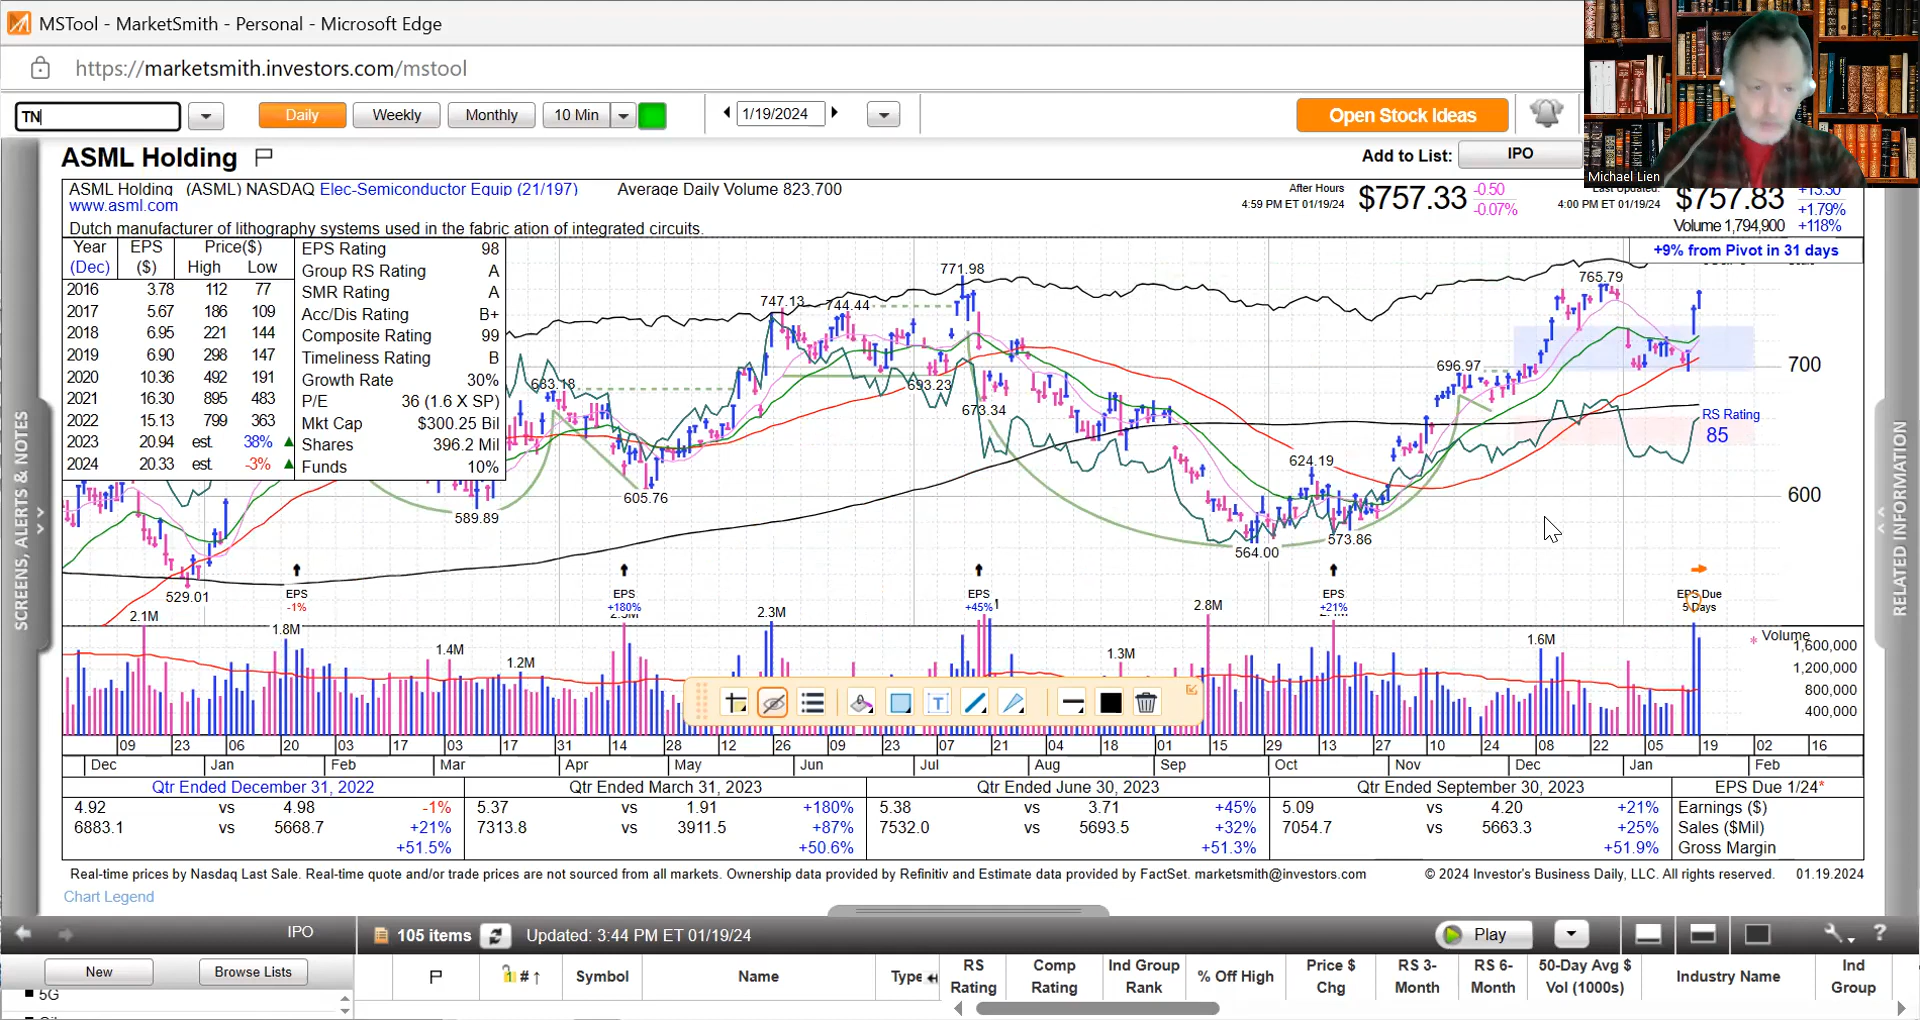 MSTool - MarketSmith - Personal - Microsoft Edge
https://marketsmith.investors.com/mstool
TN
Daily
Weekly
Monthly
10 Min
1/19/2024
Open Stock Ideas
Michael Lien
ASML Holding
Add to List:
IPO
ASML Holding (ASML) NASDAQ Elec-Semiconductor Equip (21/197) Average Daily Volume 823,700
www.asml.com
Dutch manufacturer of lithography systems used in the fabric ation of integrated circuits.
After Hours
4:59 PM ET 01/19/24
$757.33
-0.50
-0.07%
Last Updated:
4:00 PM ET 01/19/24
$757.83
+13.30
+1.79%
Volume 1,794,900
+118%
+9% from Pivot in 31 days
Year EPS Price($)
(Dec) ($) High Low
2016 3.78 112 77
2017 5.67 186 109
2018 6.95 221 144
2019 6.90 298 147
2020 10.36 492 191
2021 16.30 895 483
2022 15.13 799 363
2023 20.94 est. 38%
2024 20.33 est. -3%
EPS Rating 98
Group RS Rating A
SMR Rating A
Acc/Dis Rating B+
Composite Rating 99
Timeliness Rating B
Growth Rate 30%
P/E 36 (1.6 X SP)
Mkt Cap $300.25 Bil
Shares 396.2 Mil
Funds 10%
771.98
765.79
747.13
744.44
700
696.97
683.18
693.23
673.34
RS Rating
85
624.19
600
605.76
589.89
564.00
573.86
529.01
EPS
-1%
EPS
+180%
EPS
+45%
EPS
+21%
EPS Due
5 Days
2.1M
1.8M
1.4M
1.2M
2.3M
1.3M
2.8M
1.6M
Volume
1,600,000
1,200,000
800,000
400,000
09 23 06 20 03 17 03 17 31 14 28 12 26 09 23 07 21 04 18 01 15 29 13 27 10 24 08 22 05 19 02 16
Dec Jan Feb Mar Apr May Jun Jul Aug Sep Oct Nov Dec Jan Feb
Qtr Ended December 31, 2022
4.92 vs 4.98 -1%
6883.1 vs 5668.7 +21%
+51.5%
Qtr Ended March 31, 2023
5.37 vs 1.91 +180%
7313.8 vs 3911.5 +87%
+50.6%
Qtr Ended June 30, 2023
5.38 vs 3.71 +45%
7532.0 vs 5693.5 +32%
+51.3%
Qtr Ended September 30, 2023
5.09 vs 4.20 +21%
7054.7 vs 5663.3 +25%
+51.9%
EPS Due 1/24*
Earnings ($)
Sales ($Mil)
Gross Margin
Real-time prices by Nasdaq Last Sale. Real-time quote and/or trade prices are not sourced from all markets. Ownership data provided by Refinitiv and Estimate data provided by FactSet. marketsmith@investors.com
© 2024 Investor's Business Daily, LLC. All rights reserved. 01.19.2024
Chart Legend
SCREENS, ALERTS & NOTES
RELATED INFORMATION
IPO
105 items
Updated: 3:44 PM ET 01/19/24
Play
?
New
Browse Lists
5G
# Symbol Name Type
RS Rating
Comp Rating
Ind Group Rank
% Off High
Price $ Chg
RS 3-Month
RS 6-Month
50-Day Avg $ Vol (1000s)
Industry Name
Ind Group